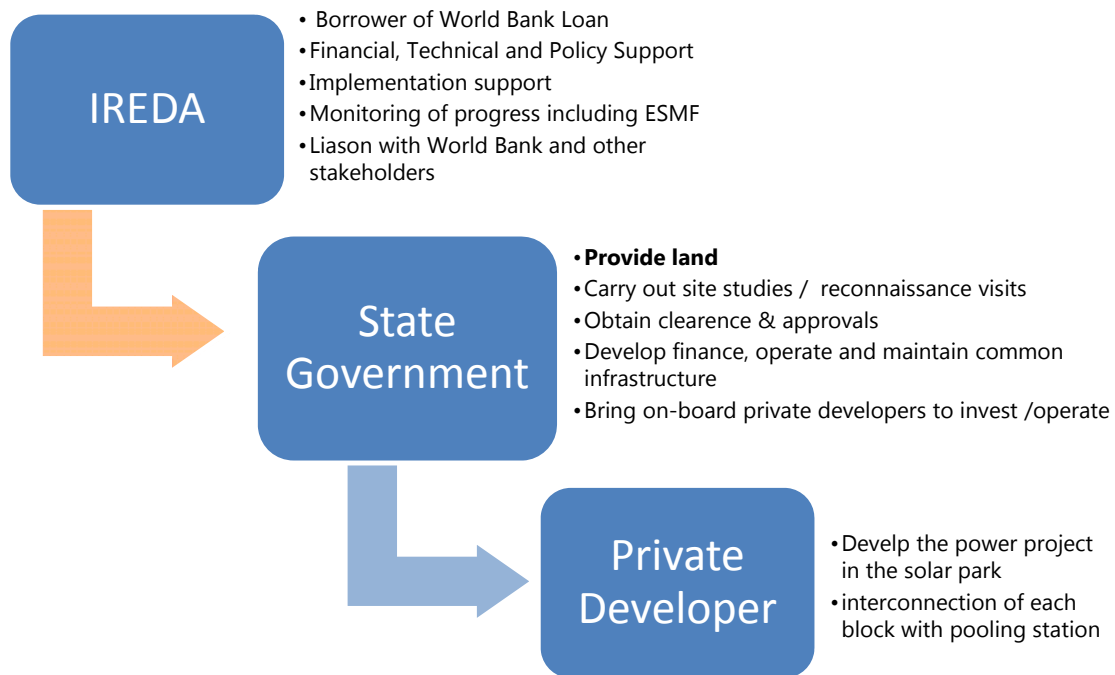 IREDA
• Borrower of World Bank Loan
•Financial, Technical and Policy Support
•Implementation support
•Monitoring of progress including ESMF
•Liason with World Bank and other
stakeholders
State
Government
•Provide land
•Carry out site studies / reconnaissance visits
•Obtain clearence & approvals
•Develop finance, operate and maintain common
infrastructure
•Bring on-board private developers to invest /operate
Private
Developer
•Develp the power project
in the solar park
•interconnection of each
block with pooling station